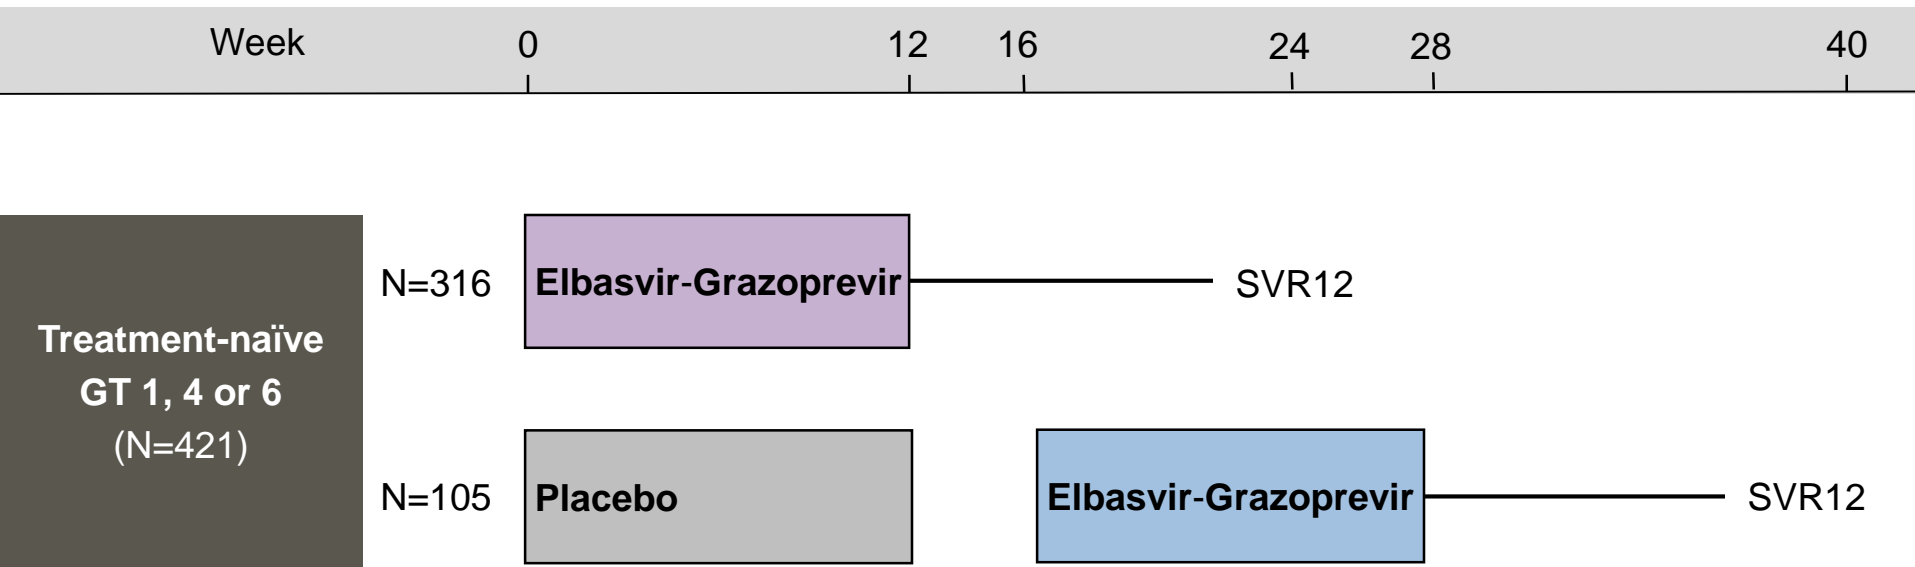 Week 0 12 16 24 28 40
Treatment-naïve
GT 1, 4 or 6
(N=421)
N=316 Elbasvir-Grazoprevir SVR12
N=105 Placebo Elbasvir-Grazoprevir SVR12